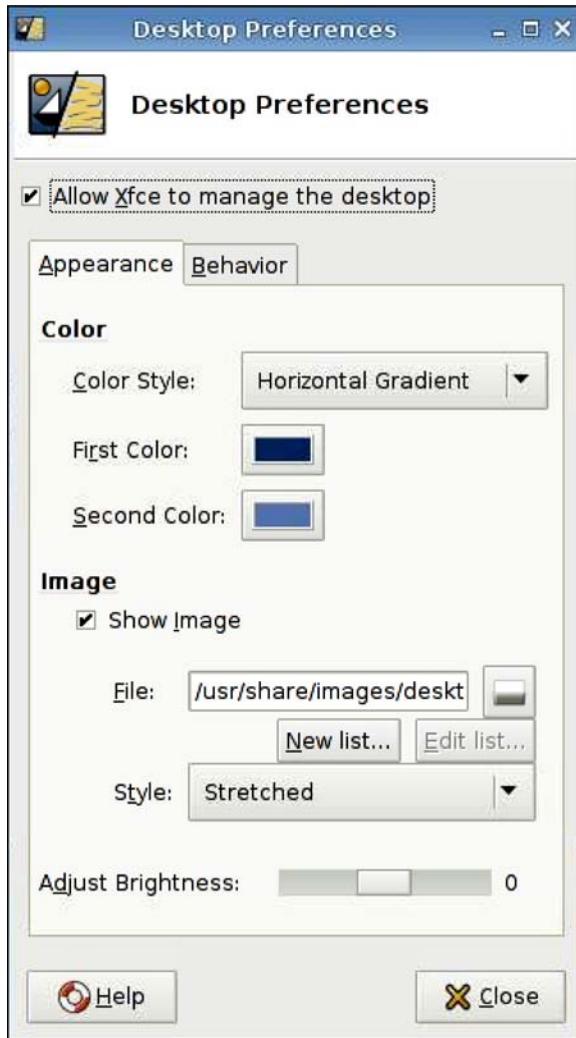 Desktop Preferences
Desktop Preferences
Allow Xfce to manage the desktop
Appearance Behavior
Color
Color Style: Horizontal Gradient
First Color:
Second Color:
Image
Show Image
File: /usr/share/images/deskt
New list... Edit list...
Style: Stretched
Adjust Brightness: 0
Help Close